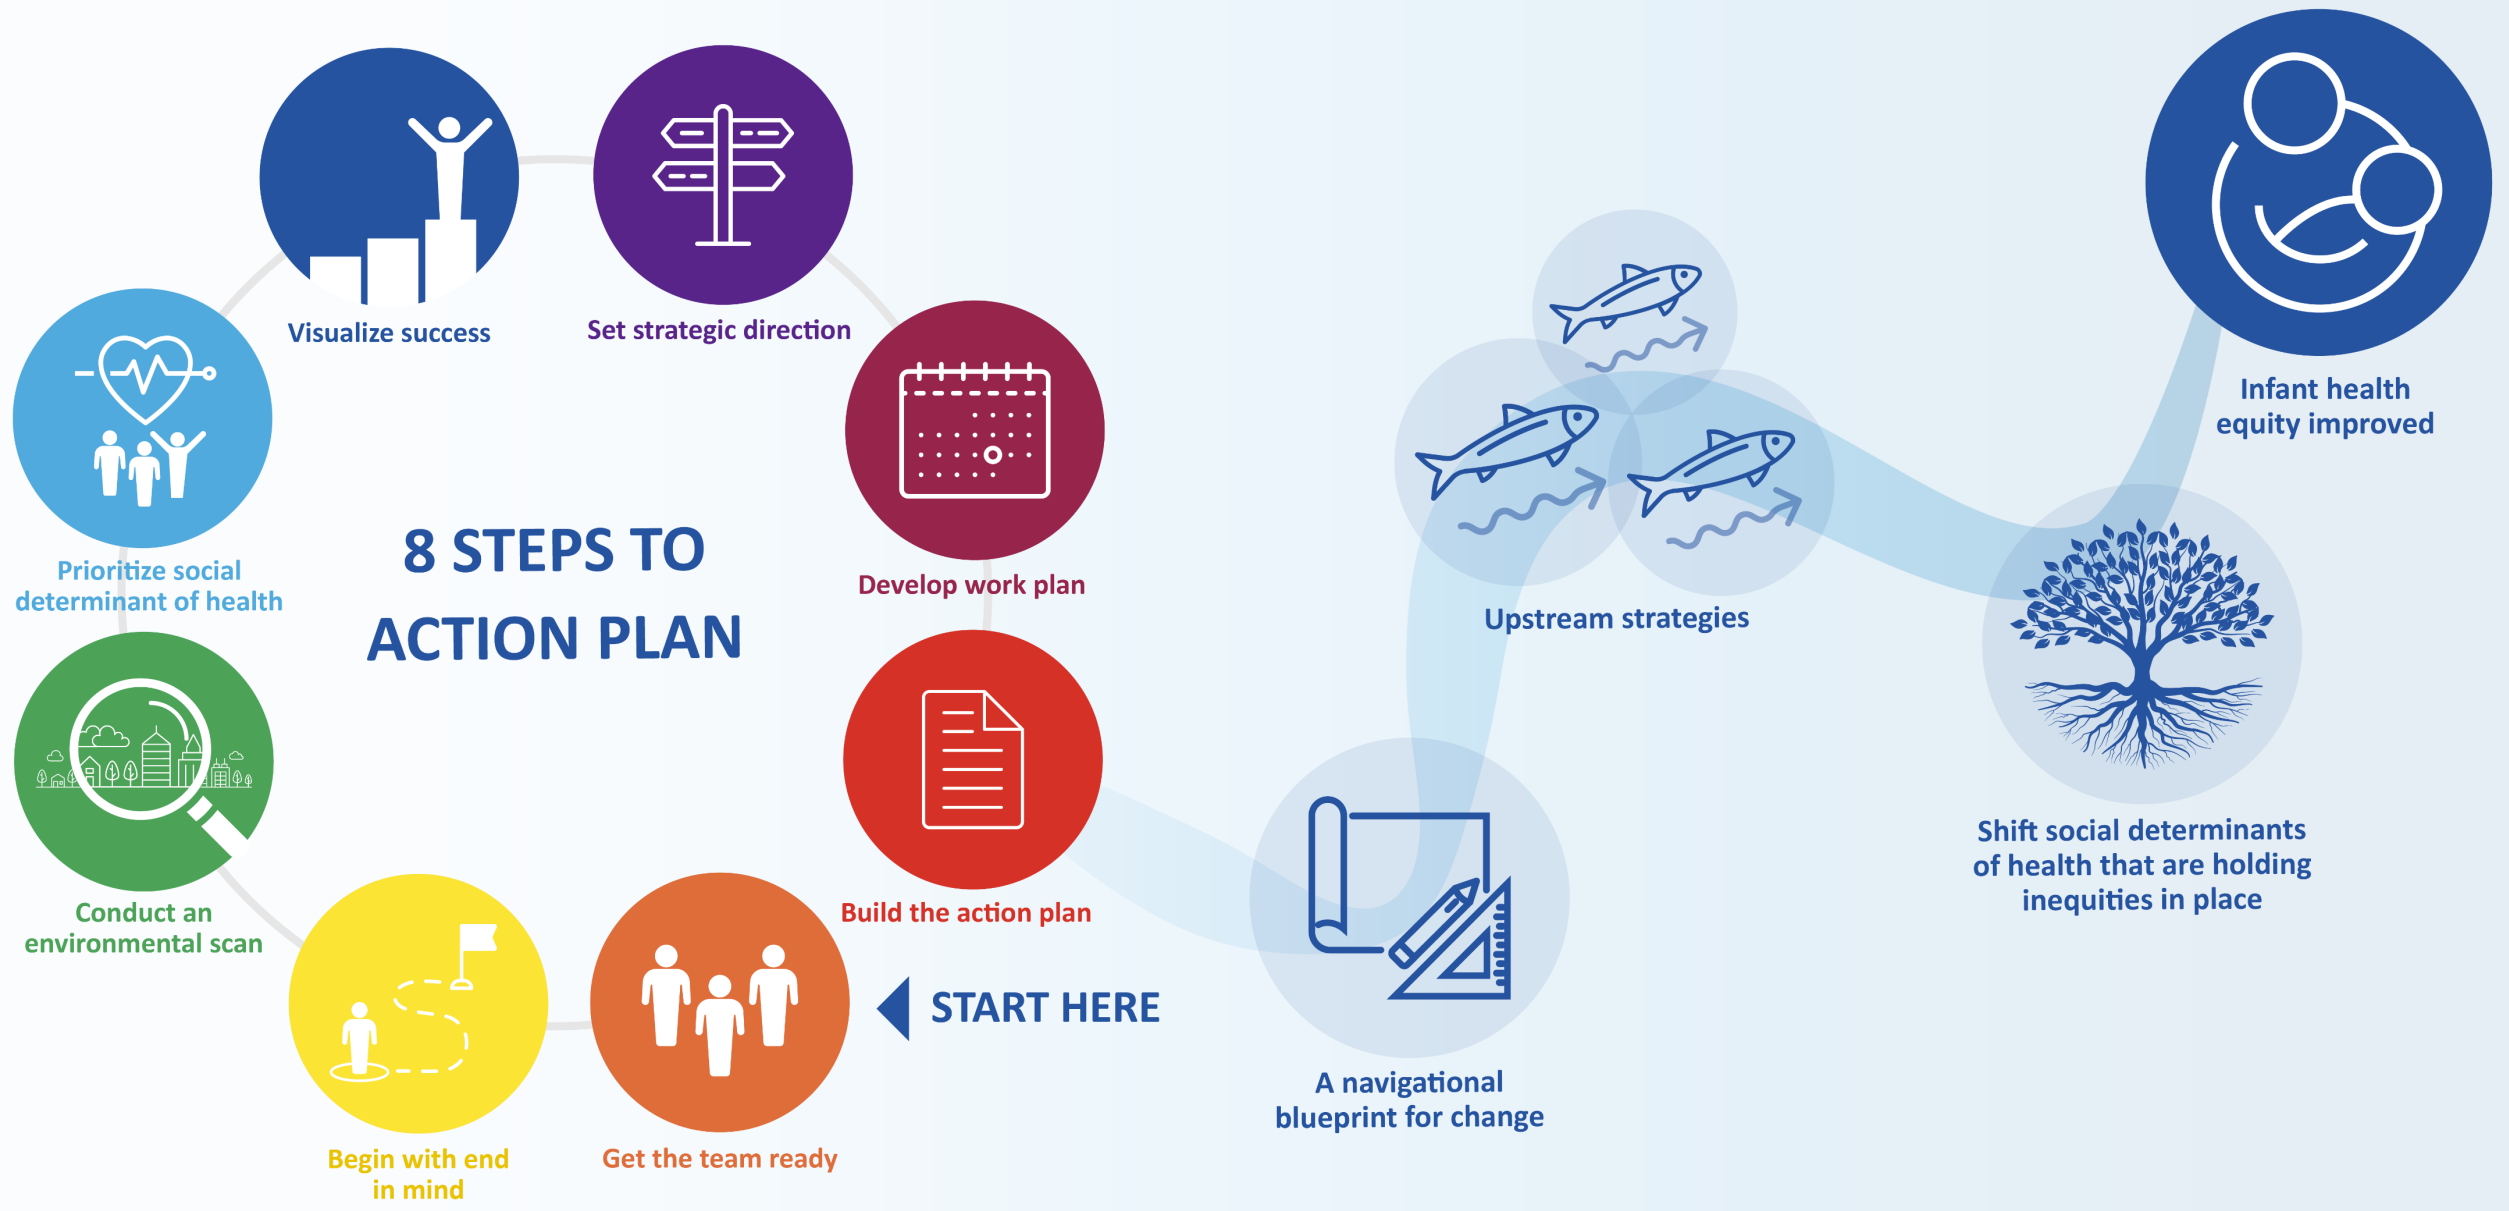 8 STEPS TO
ACTION PLAN
START HERE
Get the team ready
Begin with end
in mind
Conduct an
environmental scan
Prioritize social
determinant of health
Visualize success
Set strategic direction
Develop work plan
Build the action plan
A navigational
blueprint for change
Upstream strategies
Shift social determinants
of health that are holding
inequities in place
Infant health
equity improved